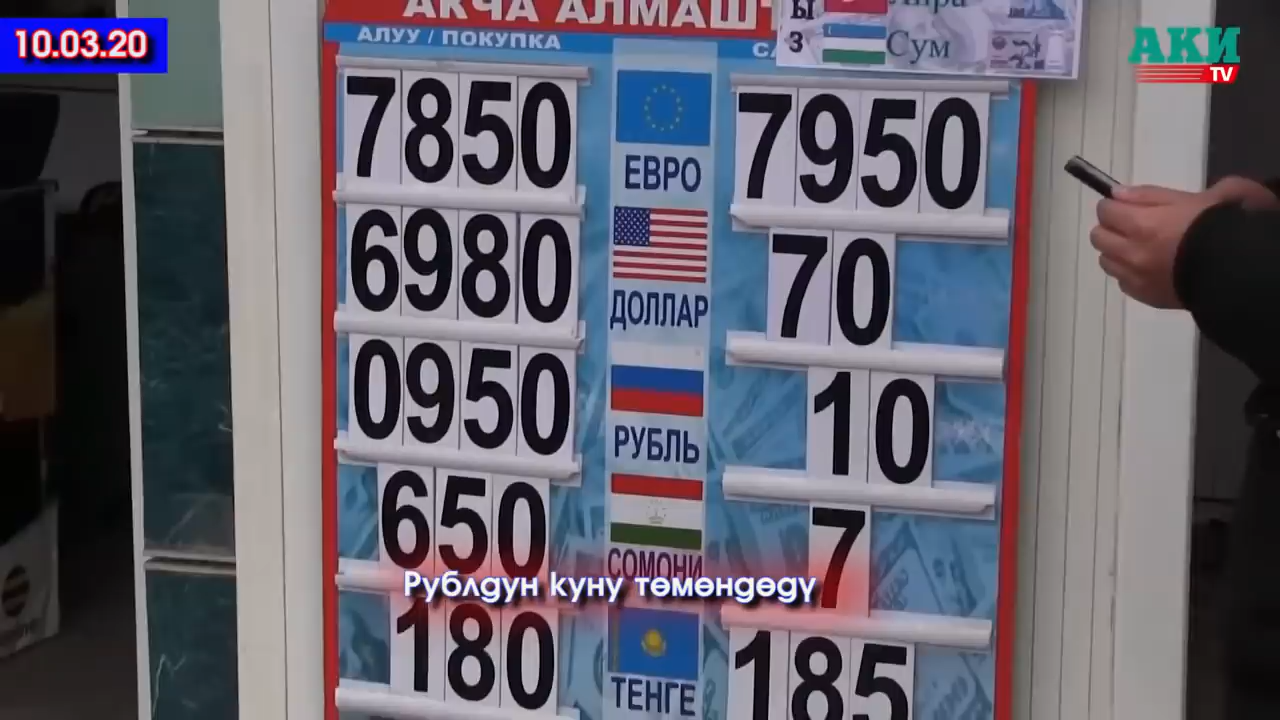 10.03.20
АКЧА АЛМАШ
АЛУУ / ПОКУПКА
Ы
З
Сум
АКИ
TV
7850
ЕВРО
7950
6980
ДОЛЛАР
70
0950
РУБЛЬ
10
650
СОМОНИ
7
Рублдун куну төмөндөдү
180
ТЕНГЕ
185